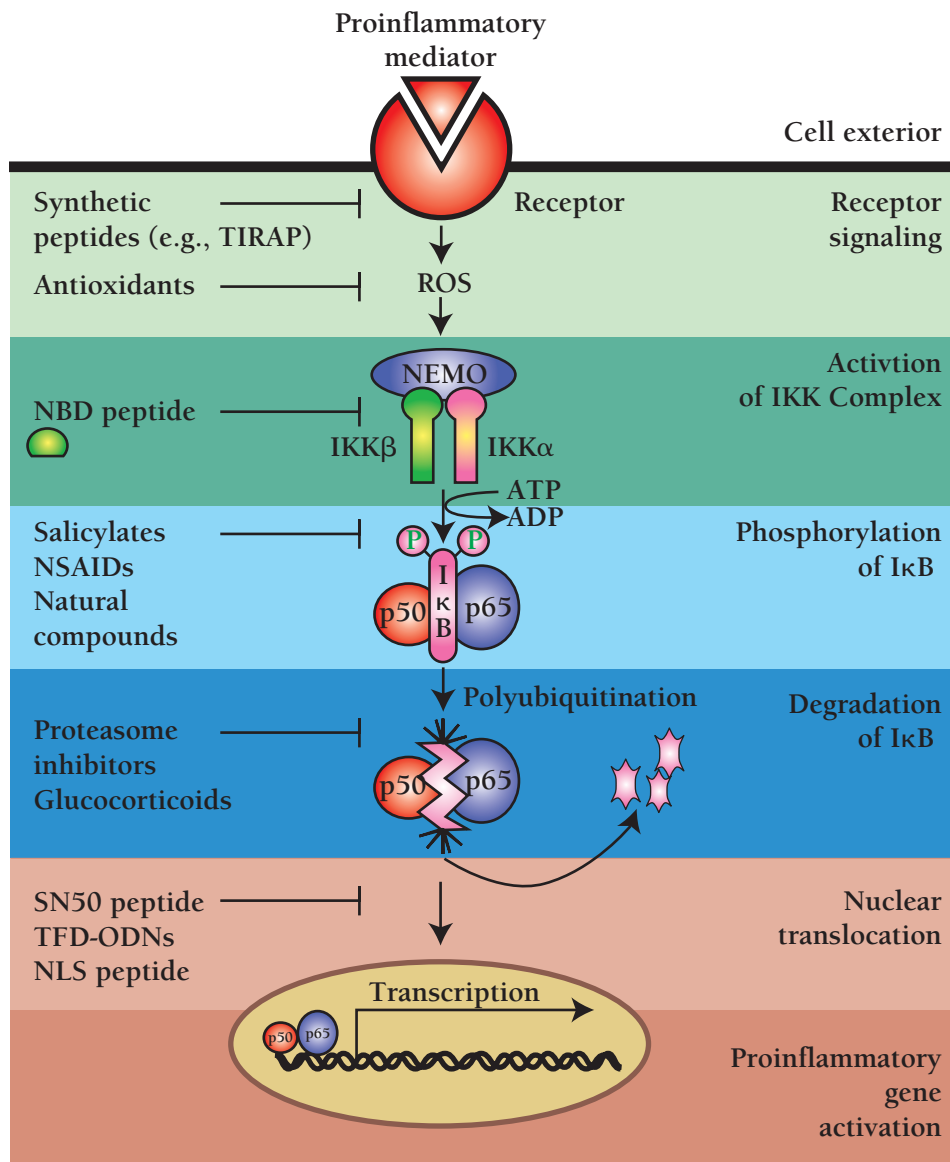 Proinflammatory
mediator
Cell exterior
Synthetic
peptides (e.g., TIRAP)
Receptor
Receptor
signaling
Antioxidants
ROS
NEMO
Activtion
of IKK Complex
NBD peptide
IKKβ
IKKα
ATP
ADP
Salicylates
NSAIDs
Natural
compounds
P
P
I
κ
B
p50
p65
Phosphorylation
of IκB
Polyubiquitination
Degradation
of IκB
Proteasome
inhibitors
Glucocorticoids
p50
p65
SN50 peptide
TFD-ODNs
NLS peptide
Nuclear
translocation
Transcription
p50
p65
Proinflammatory
gene
activation